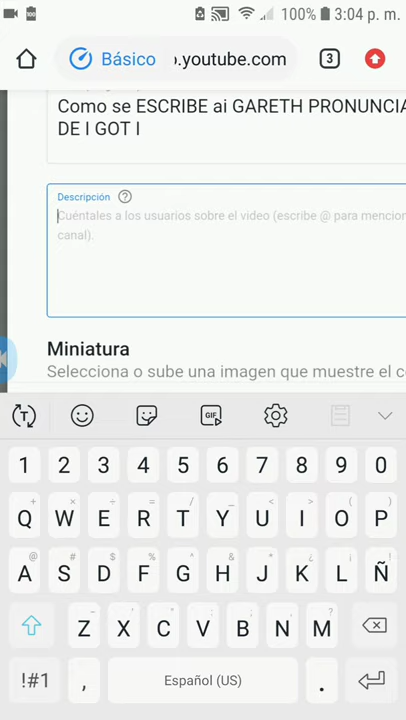 100% 3:04 p. m.
Básico
.youtube.com
3
Como se ESCRIBE ai GARETH PRONUNCIA
DE I GOT I
Descripción ?
Cuéntales a los usuarios sobre el video (escribe @ para mencion
canal).
Miniatura
Selecciona o sube una imagen que muestre el c
T GIF
1 2 3 4 5 6 7 8 9 0
+ × ÷ = / _ < > ( )
Q W E R T Y U I O P
@ # $ % ^ & * ¿ ¡ !
A S D F G H J K L Ñ
- ' " : ; , ?
Z X C V B N M
!#1 , Español (US) .